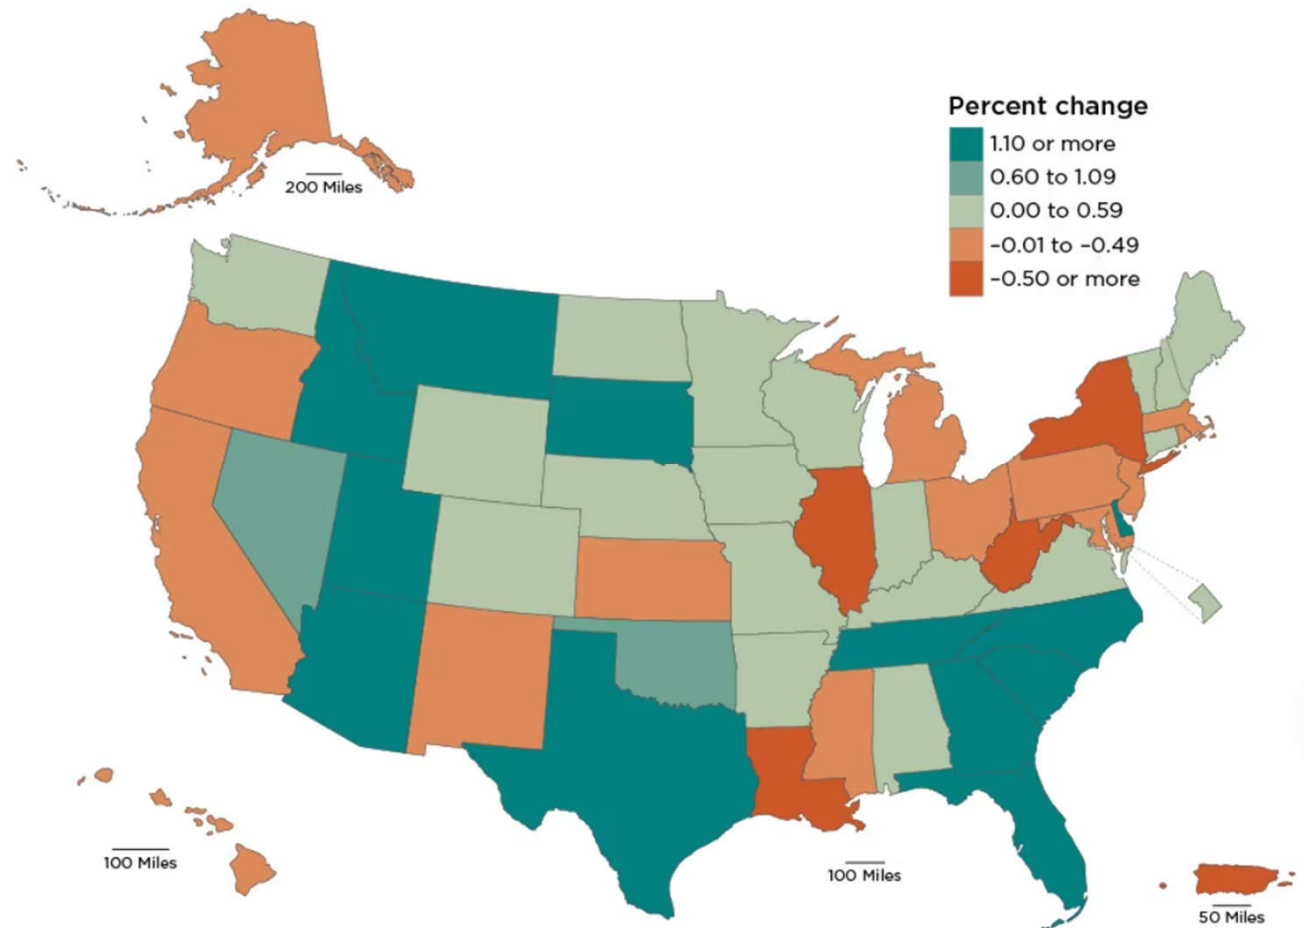 Percent change
1.10 or more
0.60 to 1.09
0.00 to 0.59
–0.01 to –0.49
–0.50 or more
200 Miles
100 Miles
100 Miles
50 Miles